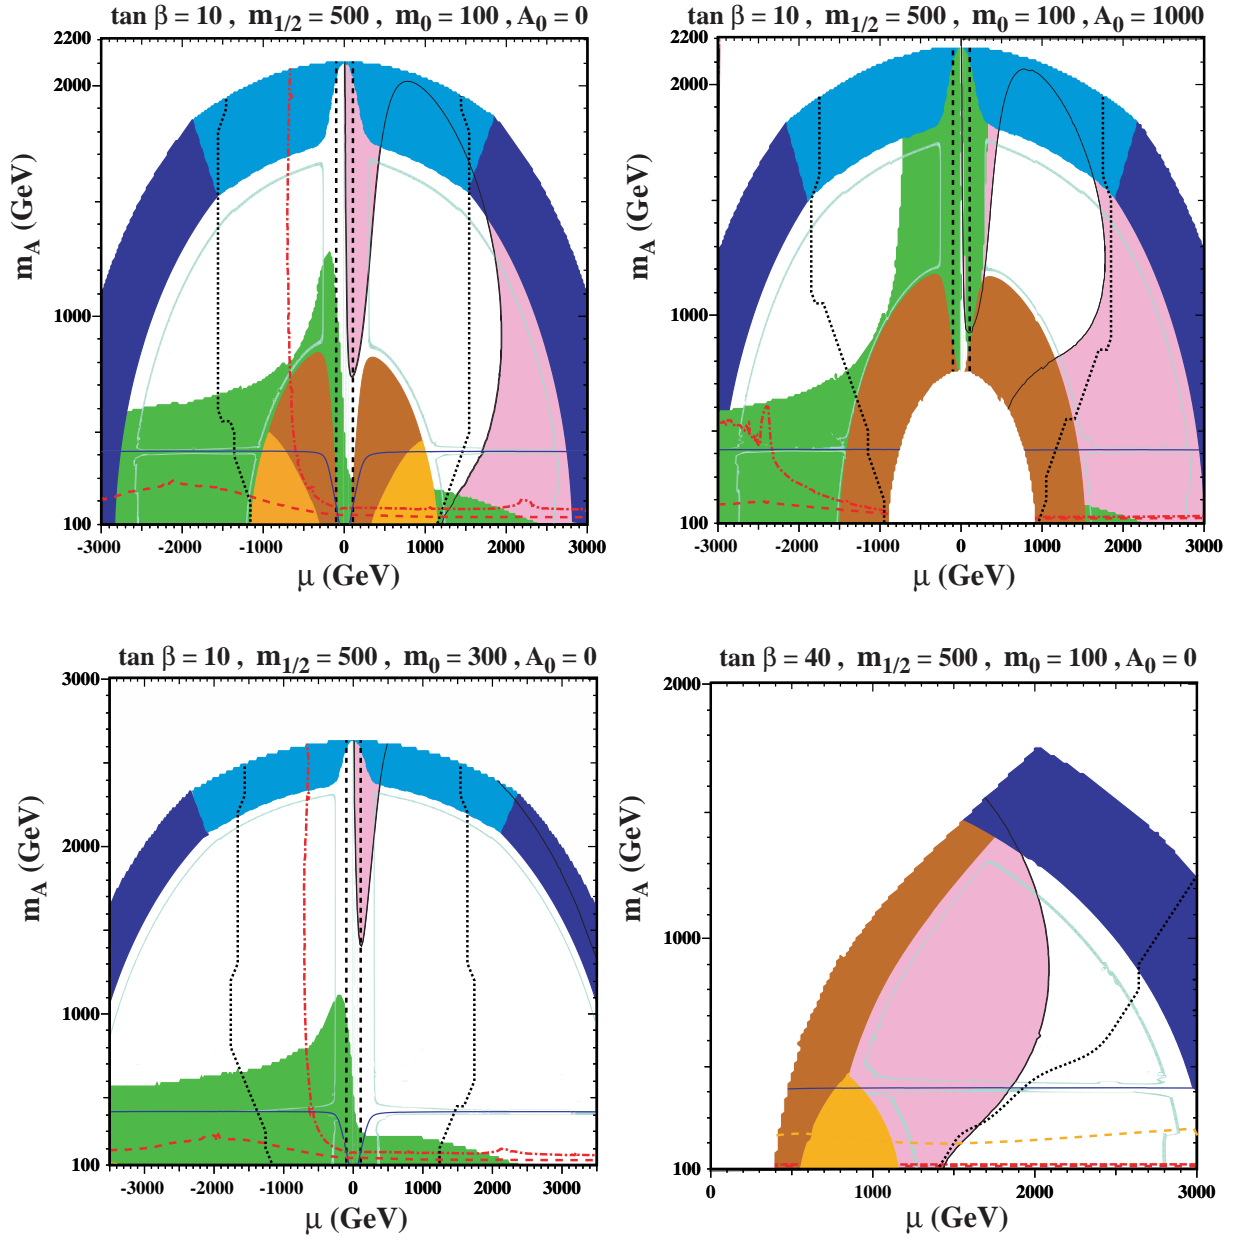 tan β = 10 , m1/2 = 500 , m0 = 100 , A0 = 0
2200
2000
1000
100
mA (GeV)
-3000 -2000 -1000 0 1000 2000 3000
μ (GeV)
tan β = 10 , m1/2 = 500 , m0 = 100 , A0 = 1000
2200
2000
1000
100
mA (GeV)
-3000 -2000 -1000 0 1000 2000 3000
μ (GeV)
tan β = 10 , m1/2 = 500 , m0 = 300 , A0 = 0
3000
2000
1000
100
mA (GeV)
-3000 -2000 -1000 0 1000 2000 3000
μ (GeV)
tan β = 40 , m1/2 = 500 , m0 = 100 , A0 = 0
2000
1000
100
mA (GeV)
0 1000 2000 3000
μ (GeV)